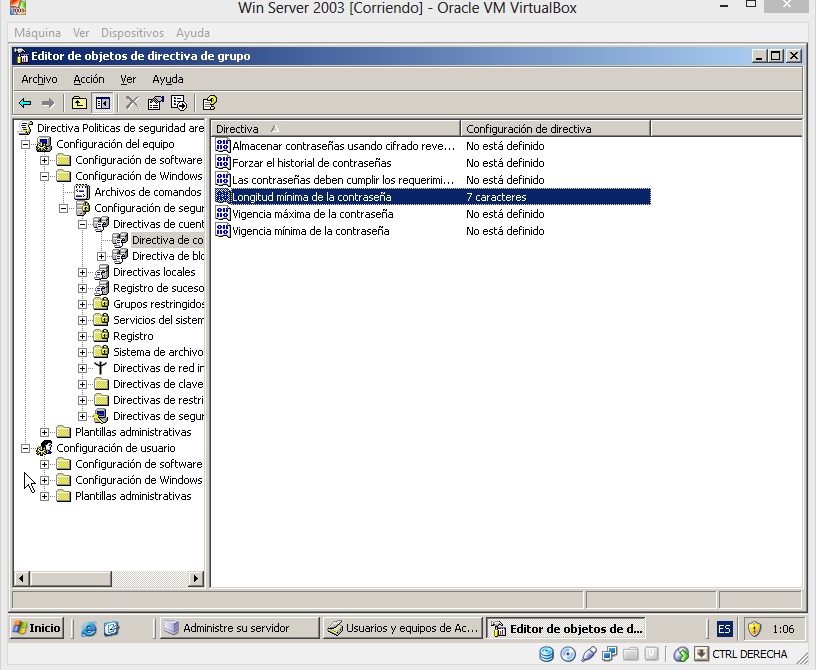 Win Server 2003 [Corriendo] - Oracle VM VirtualBox
Máquina Ver Dispositivos Ayuda
Editor de objetos de directiva de grupo
Archivo Acción Ver Ayuda
Directiva Politicas de seguridad are
Configuración del equipo
Configuración de software
Configuración de Windows
Archivos de comandos
Configuración de segur
Directivas de cuent
Directiva de co
Directiva de blo
Directivas locales
Registro de suceso
Grupos restringidos
Servicios del sistem
Registro
Sistema de archivo
Directivas de red in
Directivas de clave
Directivas de restri
Directivas de segur
Plantillas administrativas
Configuración de usuario
Configuración de software
Configuración de Windows
Plantillas administrativas
Directiva Configuración de directiva
Almacenar contraseñas usando cifrado reve... No está definido
Forzar el historial de contraseñas No está definido
Las contraseñas deben cumplir los requerimi... No está definido
Longitud mínima de la contraseña 7 caracteres
Vigencia máxima de la contraseña No está definido
Vigencia mínima de la contraseña No está definido
Inicio Administre su servidor Usuarios y equipos de Ac... Editor de objetos de d... ES 1:06
CTRL DERECHA